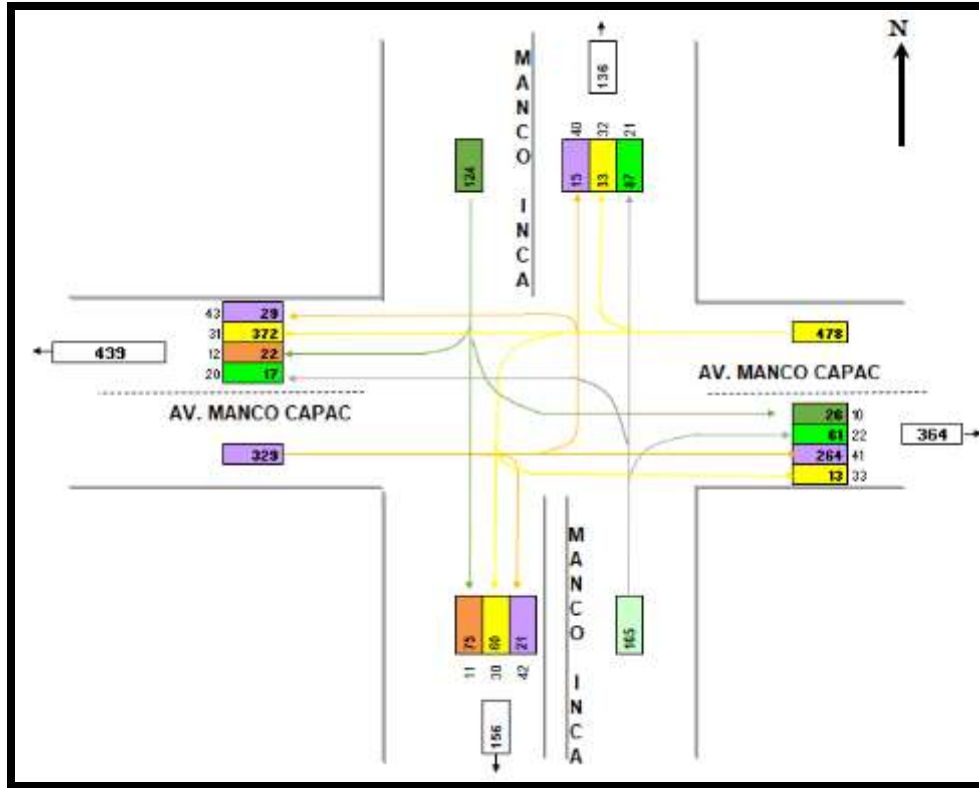 N
136
MANCO INCA
40 32 21
15 33 87
124
43 29
31 372
12 22
20 17
439
478
AV. MANCO CAPAC
AV. MANCO CAPAC
26 10
61 22
264 41
13 33
364
329
MANCO INCA
75 60 21
11 30 42
165
156